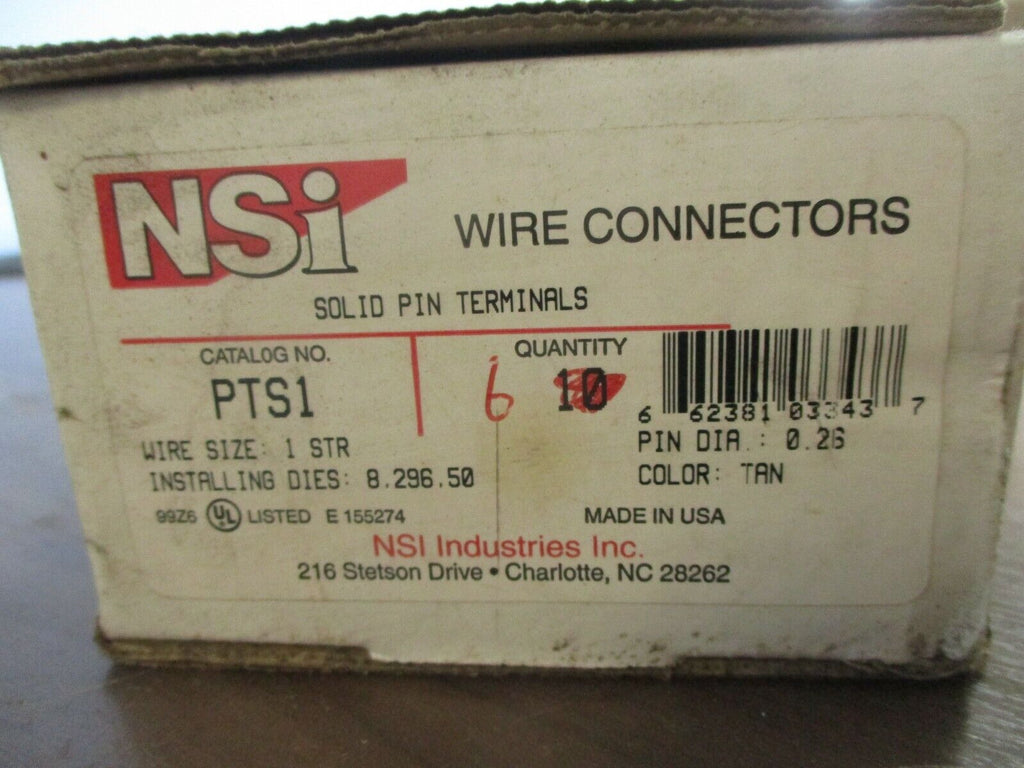 NSi
WIRE CONNECTORS
SOLID PIN TERMINALS
CATALOG NO.
PTS1
QUANTITY
6 10
6 62381 03343 7
WIRE SIZE: 1 STR
INSTALLING DIES: 8.296.50
PIN DIA.: 0.26
COLOR: TAN
99Z6 UL LISTED E 155274
MADE IN USA
NSI Industries Inc.
216 Stetson Drive • Charlotte, NC 28262